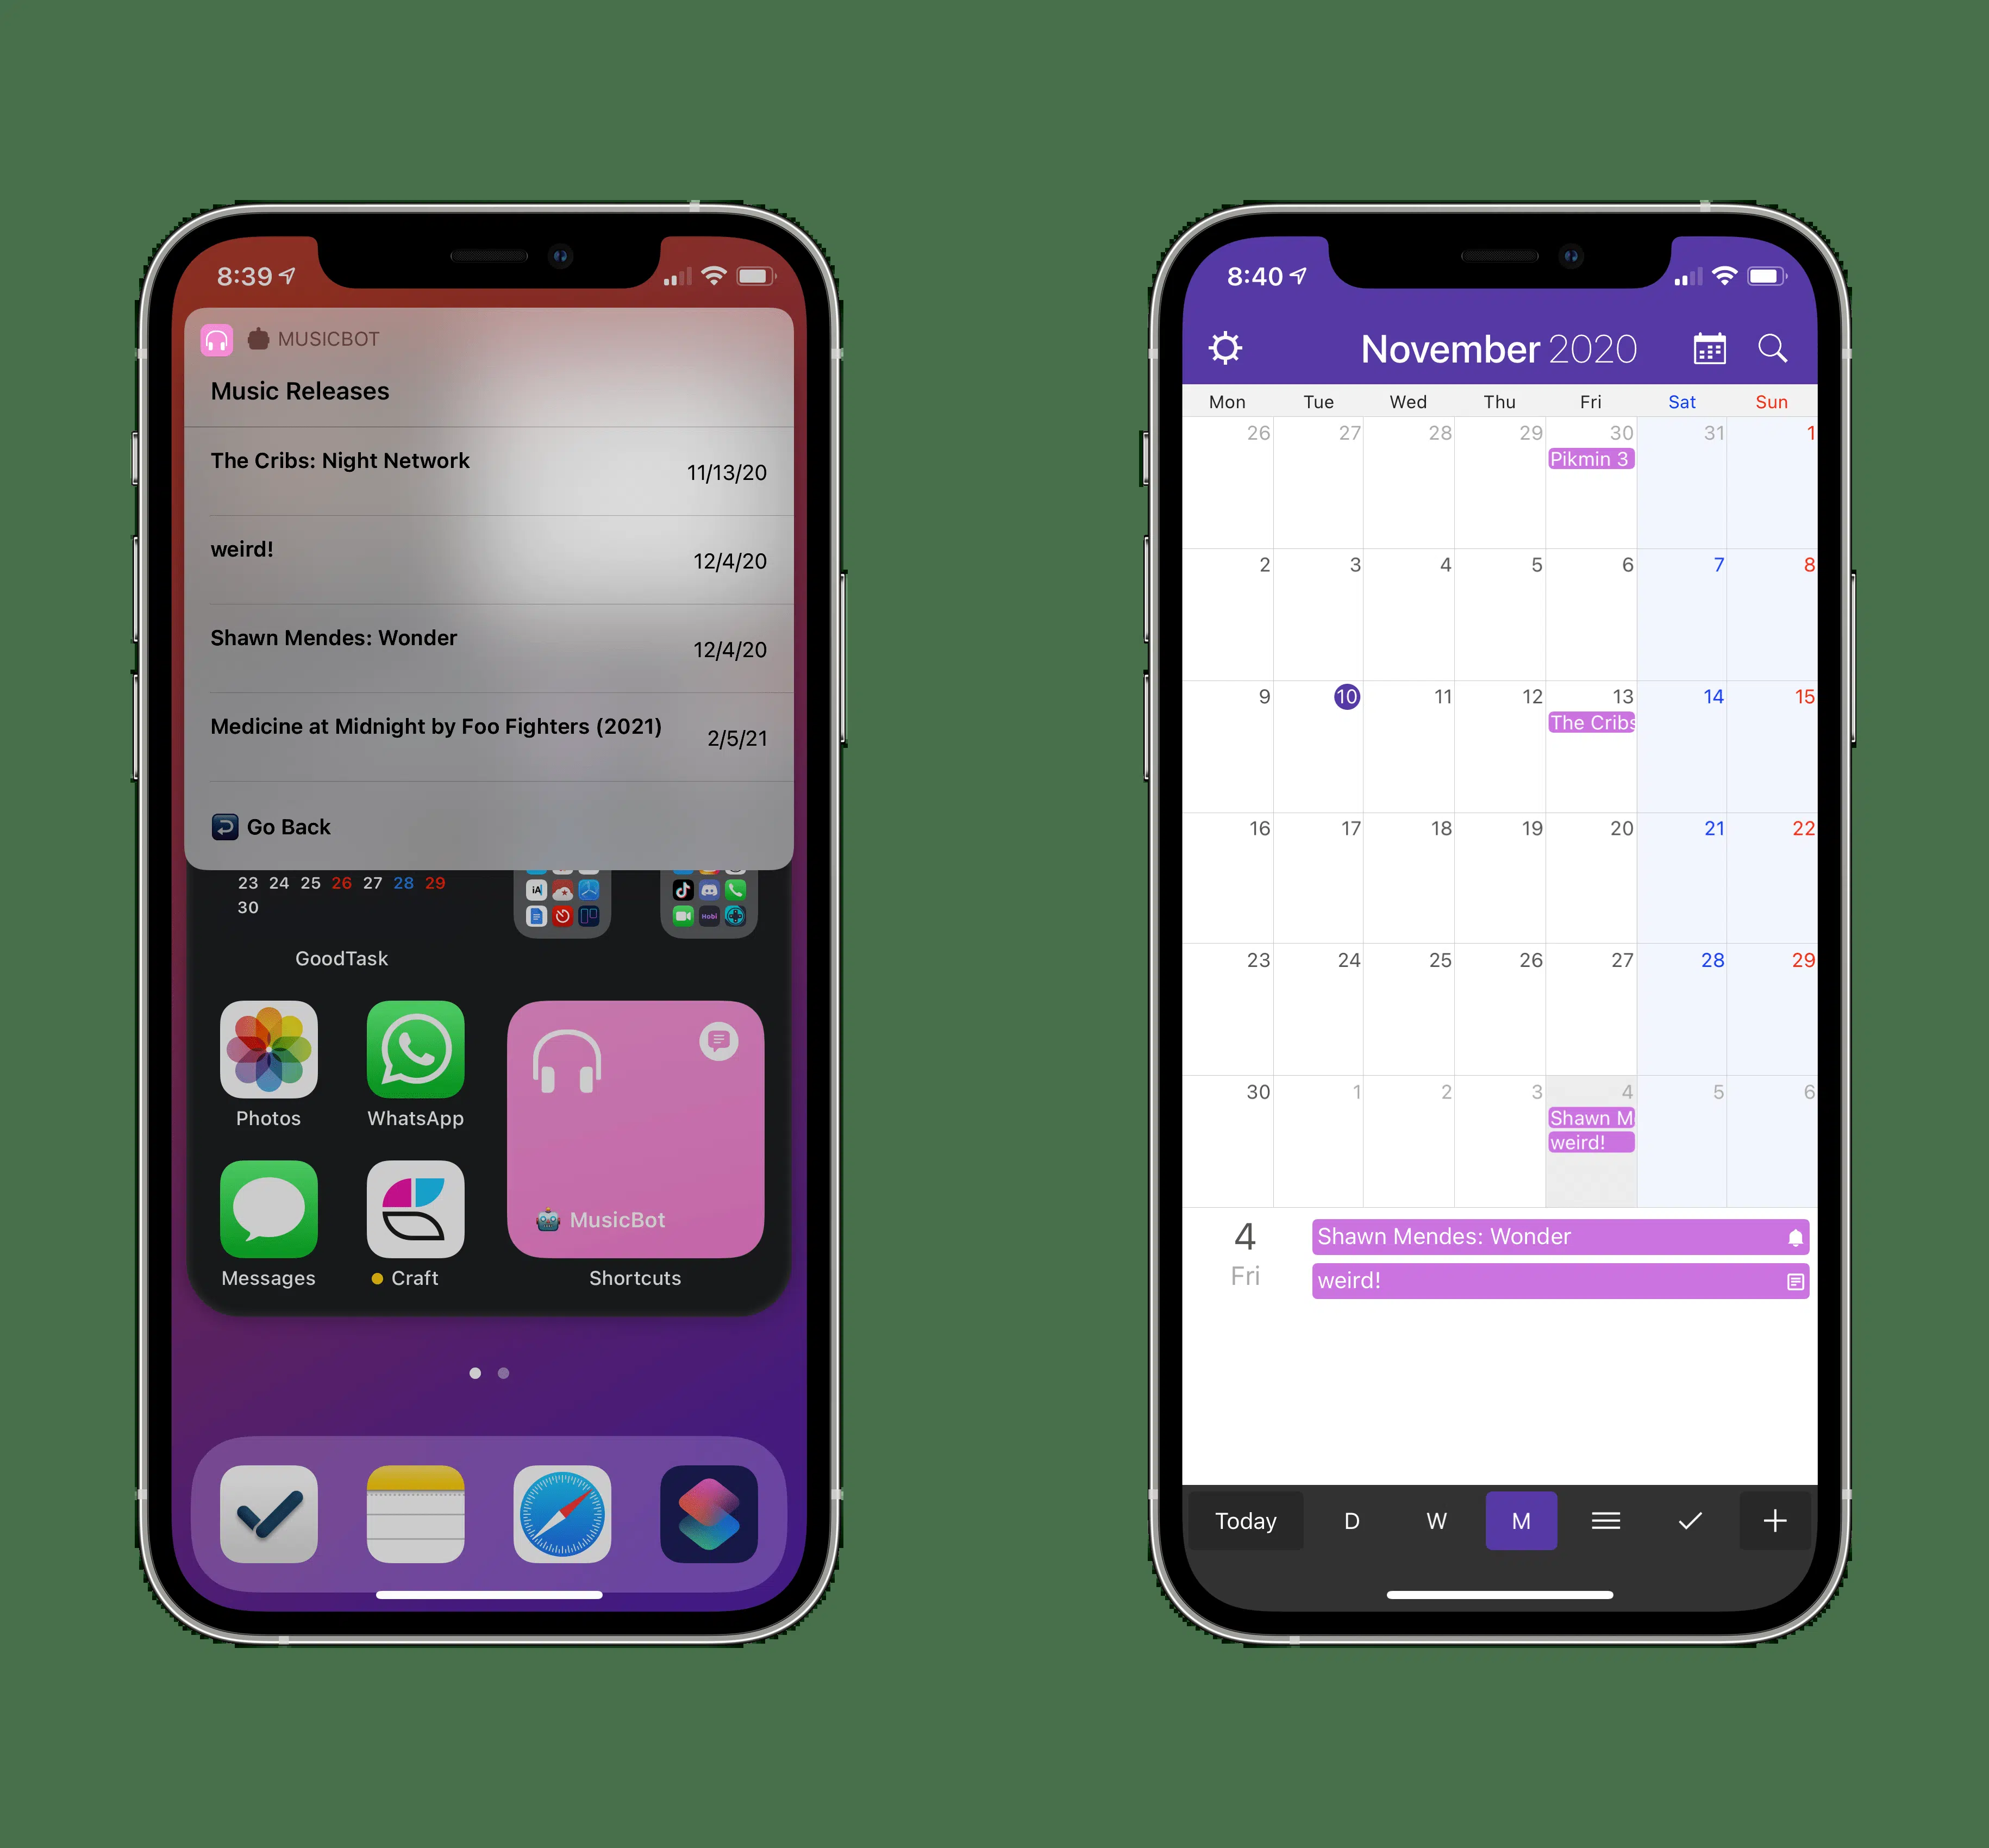 8:39
MUSICBOT
Music Releases
The Cribs: Night Network
11/13/20
weird!
12/4/20
Shawn Mendes: Wonder
12/4/20
Medicine at Midnight by Foo Fighters (2021)
2/5/21
Go Back
23 24 25 26 27 28 29
30
iA
Hobi
GoodTask
Photos
WhatsApp
MusicBot
Messages
Craft
Shortcuts
8:40
November 2020
Mon Tue Wed Thu Fri Sat Sun
26 27 28 29 30 31 1
Pikmin 3
2 3 4 5 6 7 8
9 10 11 12 13 14 15
The Cribs
16 17 18 19 20 21 22
23 24 25 26 27 28 29
30 1 2 3 4 5 6
Shawn M
weird!
4
Fri
Shawn Mendes: Wonder
weird!
Today D W M